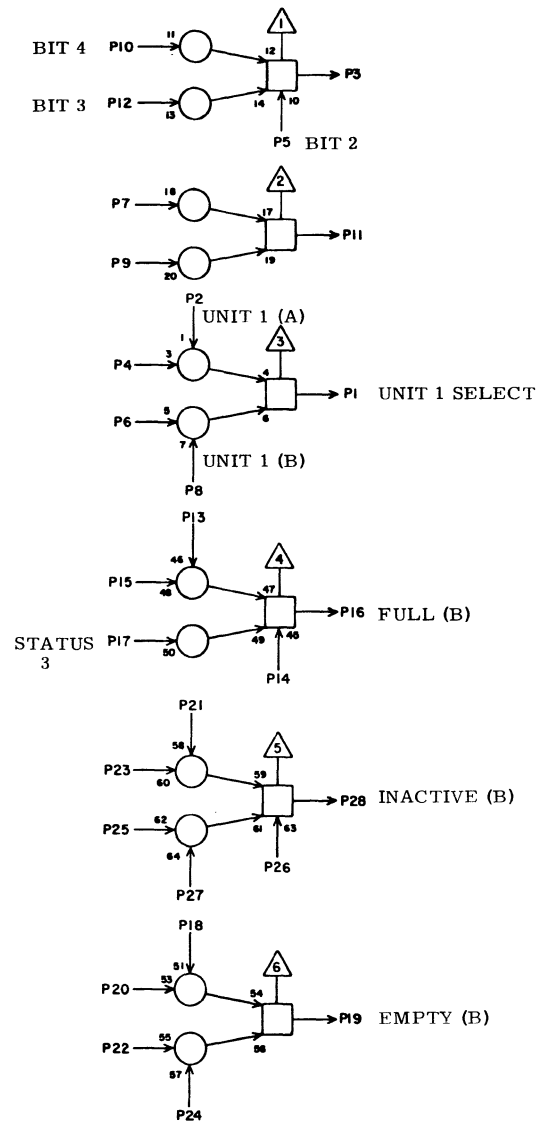 1
BIT 4 P10 11 12 P3
BIT 3 P12 13 14 10
P5 BIT 2
2
P7 18 17 P11
P9 20 19
P2 UNIT 1 (A)
3
P4 3 1 4 P1 UNIT 1 SELECT
P6 5 7 6
UNIT 1 (B)
P8
P13
4
P15 46 48 47 P16 FULL (B)
STATUS 3 P17 50 49 45
P14
P21
5
P23 58 60 59 P28 INACTIVE (B)
P25 62 64 61 63
P27 P26
P18
6
P20 51 53 54 P19 EMPTY (B)
P22 55 57 56
P24